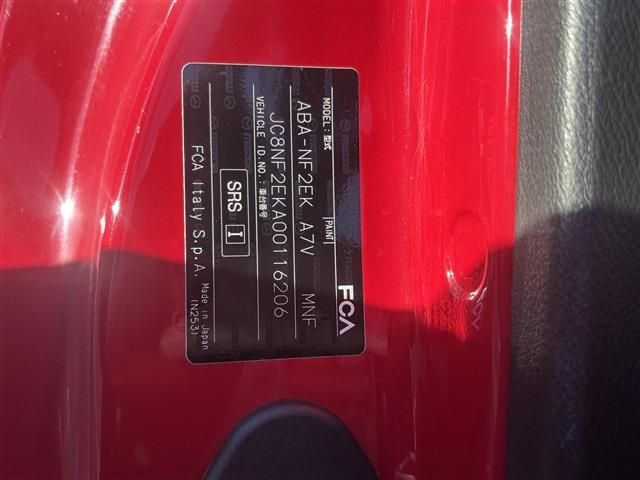 FCA
MODEL:型式 PAINT
ABA-NF2EK A7V MNF
JC8NF2EKA00116206
VEHICLE ID.NO.:車台番号
SRS I
FCA Italy S.p.A. Made in Japan
(N253)